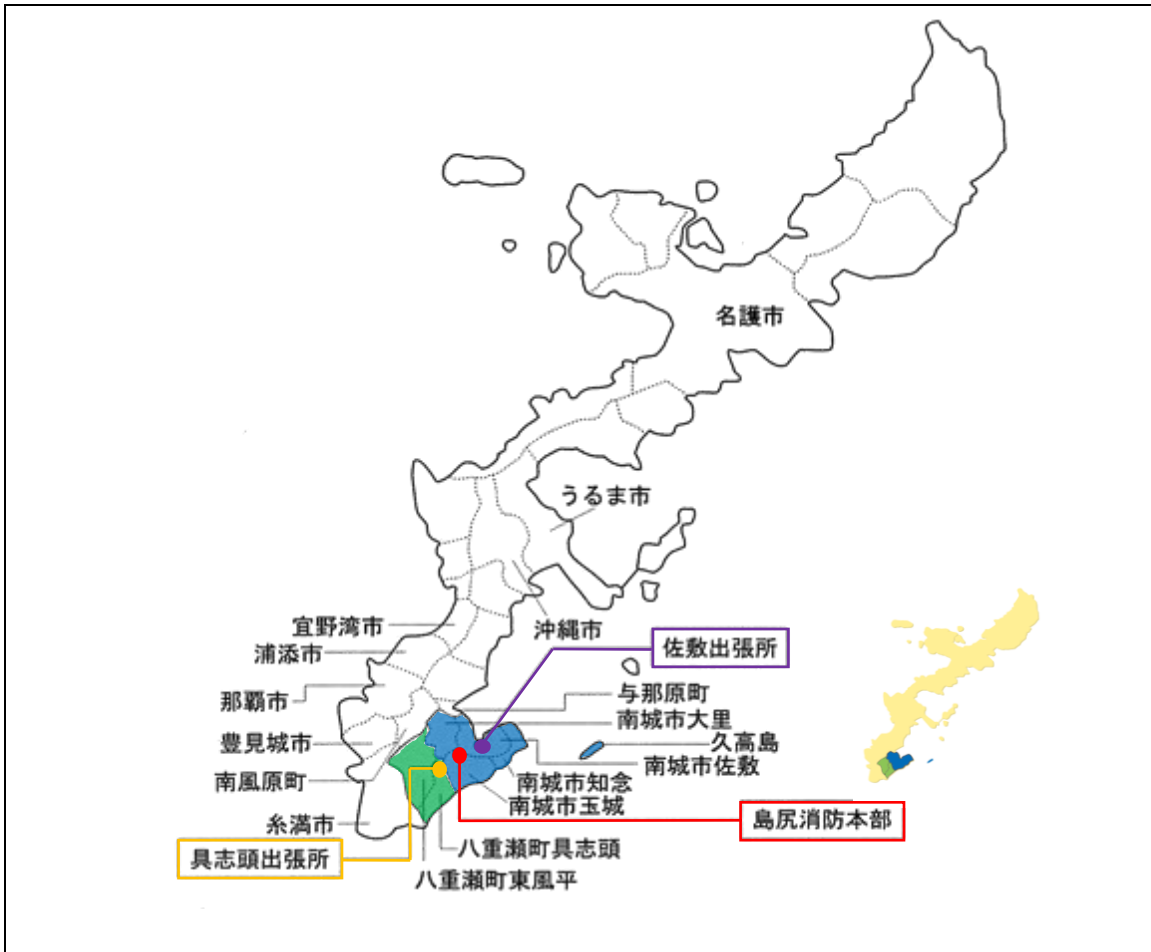 名護市
うるま市
沖縄市
宜野湾市
浦添市
佐敷出張所
与那原町
那覇市
南城市大里
久高島
豊見城市
南城市佐敷
南風原町
南城市知念
南城市玉城
島尻消防本部
糸満市
八重瀬町具志頭
具志頭出張所
八重瀬町東風平